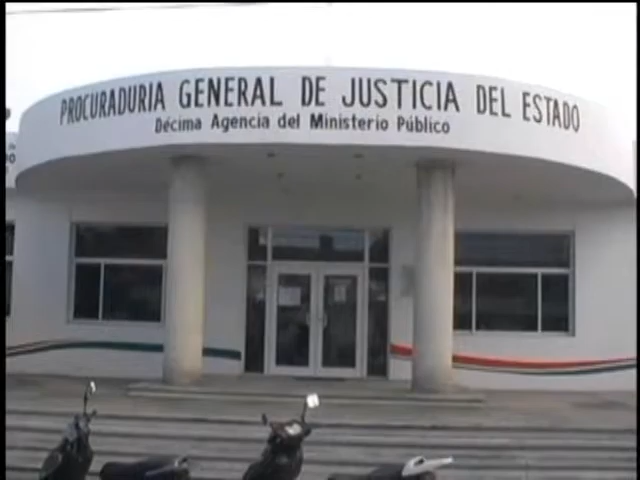 PROCURADURIA GENERAL DE JUSTICIA DEL ESTADO
Décima Agencia del Ministerio Público